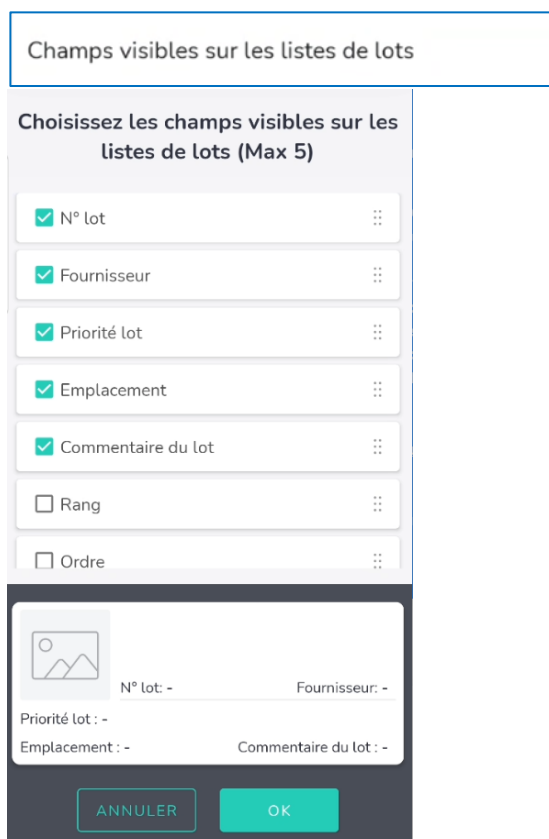 Champs visibles sur les listes de lots
Choisissez les champs visibles sur les
listes de lots (Max 5)
N° lot
Fournisseur
Priorité lot
Emplacement
Commentaire du lot
Rang
Ordre
N° lot: - Fournisseur: -
Priorité lot : -
Emplacement : - Commentaire du lot : -
ANNULER OK